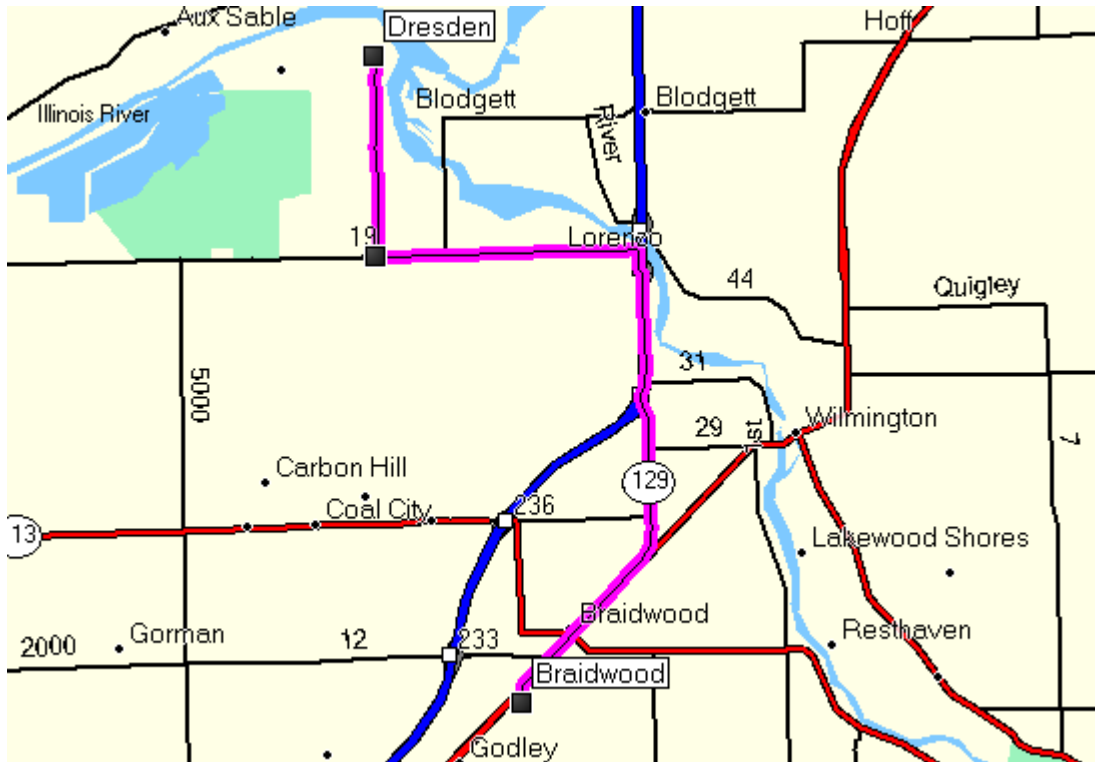 Aux Sable
Dresden
Hoff
Illinois River
Blodgett
River
Blodgett
19
Lorenzo
44
Quigley
5000
31
29
1st
Wilmington
7
Carbon Hill
129
Coal City
236
13
Lakewood Shores
Braidwood
Gorman
2000
12
233
Resthaven
Braidwood
Godley